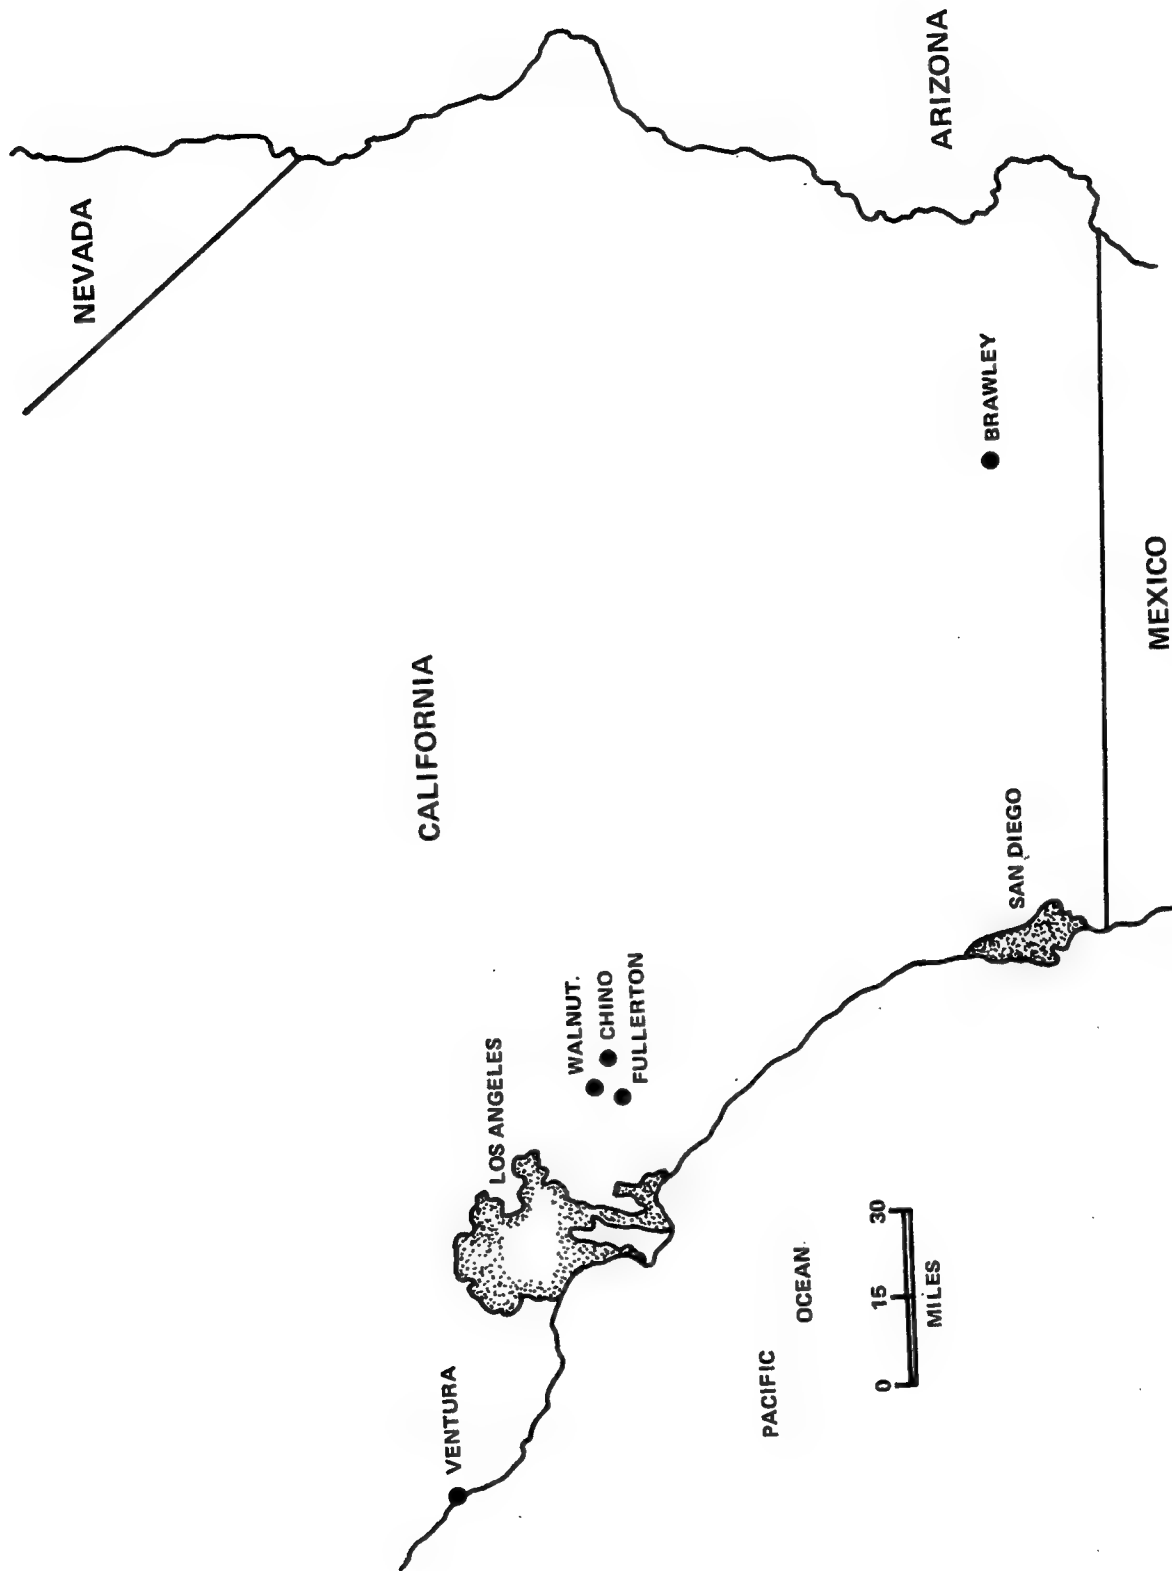 NEVADA
ARIZONA
CALIFORNIA
VENTURA
LOS ANGELES
WALNUT.
CHINO
FULLERTON
BRAWLEY
SAN DIEGO
PACIFIC
OCEAN
0 15 30
MILES
MEXICO